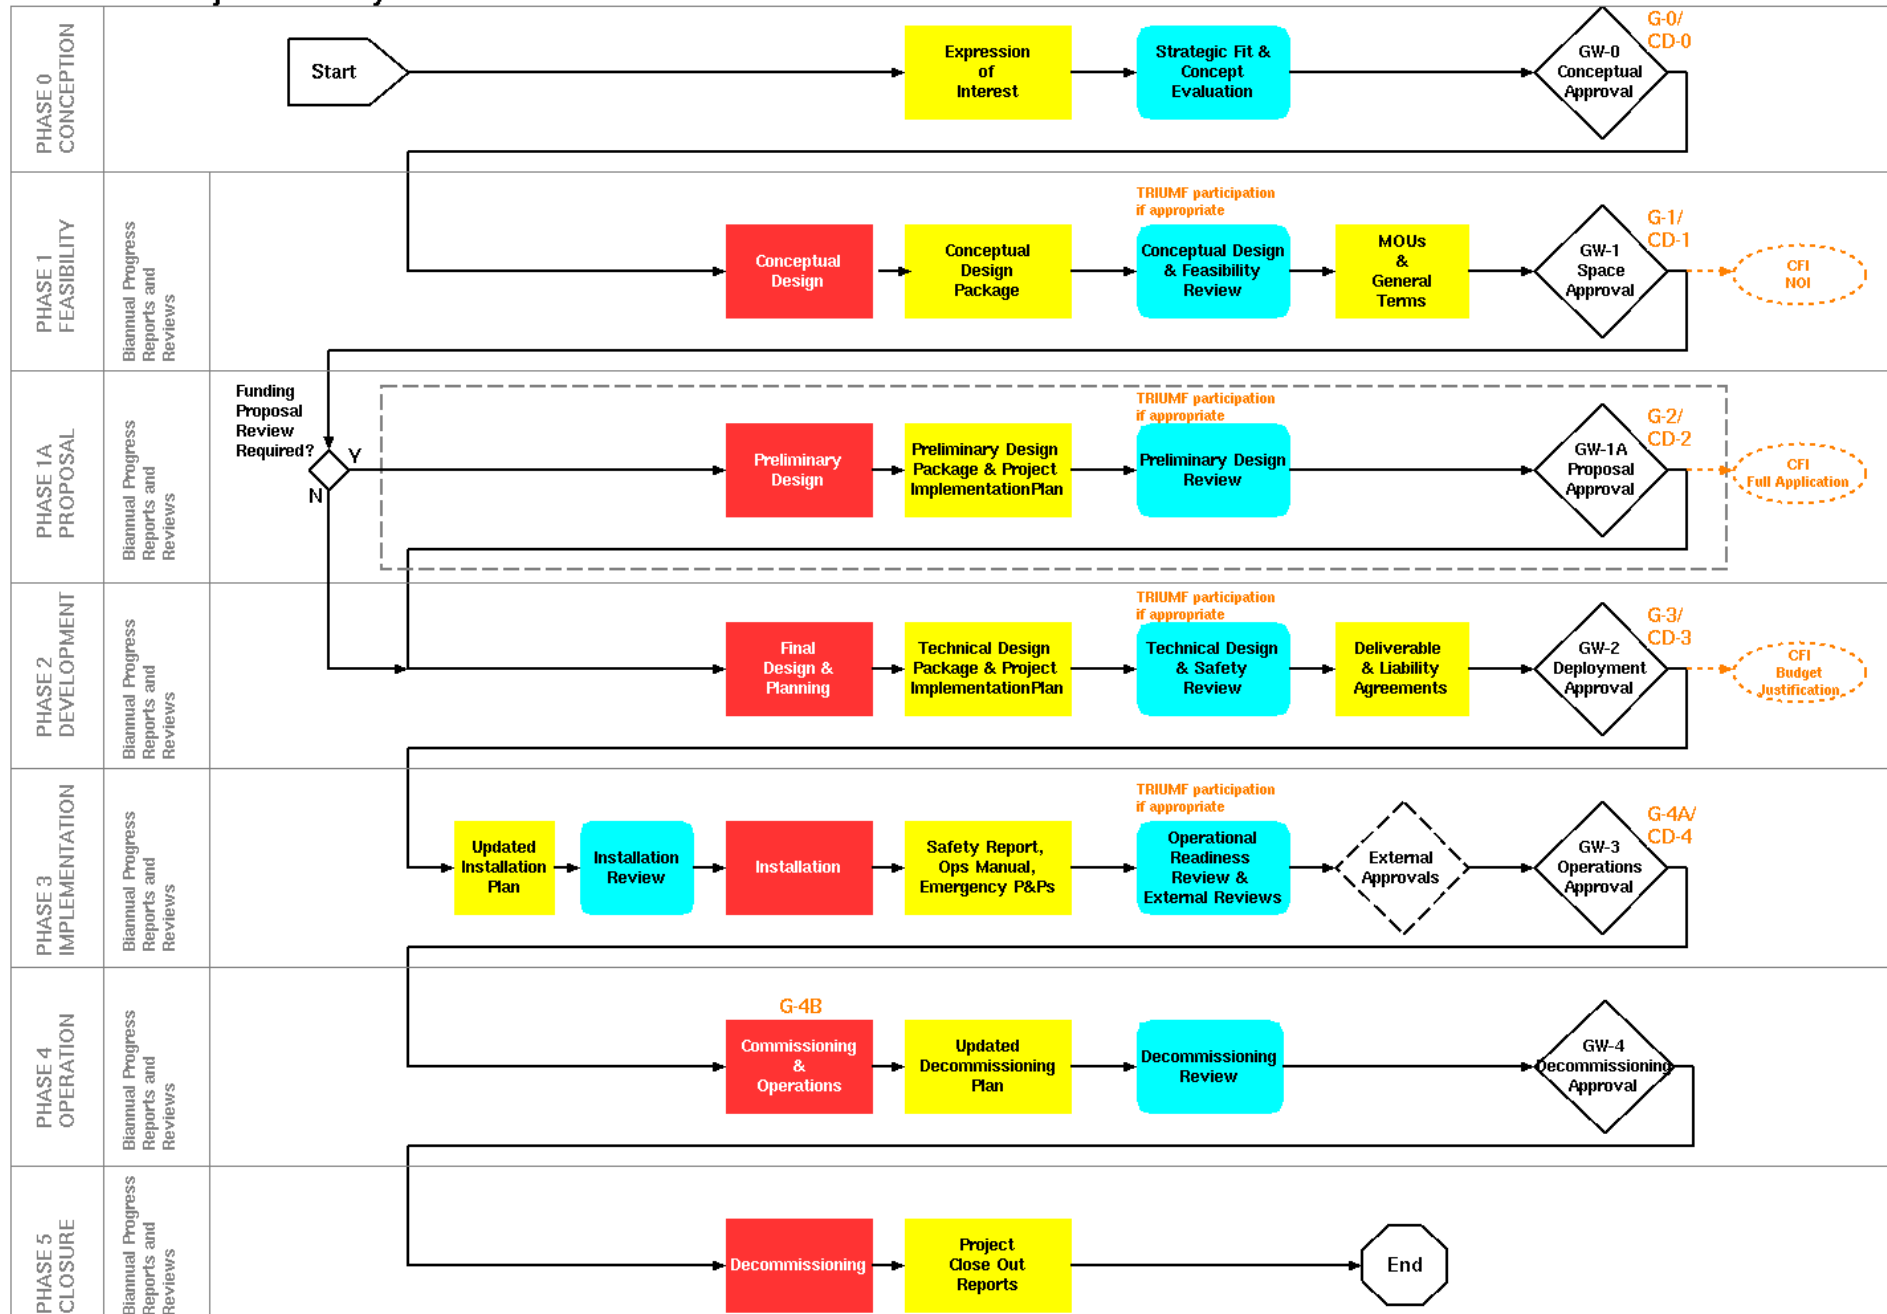 PHASE 0
CONCEPTION
Start
Expression
of
Interest
Strategic Fit &
Concept
Evaluation
GW-0
Conceptual
Approval
G-0/
CD-0
PHASE 1
FEASIBILITY
Biannual Progress
Reports and
Reviews
Conceptual
Design
Conceptual
Design
Package
TRIUMF participation
if appropriate
Conceptual Design
& Feasibility
Review
MOUs
&
General
Terms
GW-1
Space
Approval
G-1/
CD-1
CFI
NOI
PHASE 1A
PROPOSAL
Biannual Progress
Reports and
Reviews
Funding
Proposal
Review
Required?
Y
N
Preliminary
Design
Preliminary Design
Package & Project
ImplementationPlan
TRIUMF participation
if appropriate
Preliminary Design
Review
GW-1A
Proposal
Approval
G-2/
CD-2
CFI
Full Application
PHASE 2
DEVELOPMENT
Biannual Progress
Reports and
Reviews
Final
Design &
Planning
Technical Design
Package & Project
ImplementationPlan
TRIUMF participation
if appropriate
Technical Design
& Safety
Review
Deliverable
& Liability
Agreements
GW-2
Deployment
Approval
G-3/
CD-3
CFI
Budget
Justification
PHASE 3
IMPLEMENTATION
Biannual Progress
Reports and
Reviews
Updated
Installation
Plan
Installation
Review
Installation
Safety Report,
Ops Manual,
Emergency P&Ps
TRIUMF participation
if appropriate
Operational
Readiness
Review &
External Reviews
External
Approvals
GW-3
Operations
Approval
G-4A/
CD-4
PHASE 4
OPERATION
Biannual Progress
Reports and
Reviews
G-4B
Commissioning
&
Operations
Updated
Decommissioning
Plan
Decommissioning
Review
GW-4
Decommissioning
Approval
PHASE 5
CLOSURE
Biannual Progress
Reports and
Reviews
Decommissioning
Project
Close Out
Reports
End